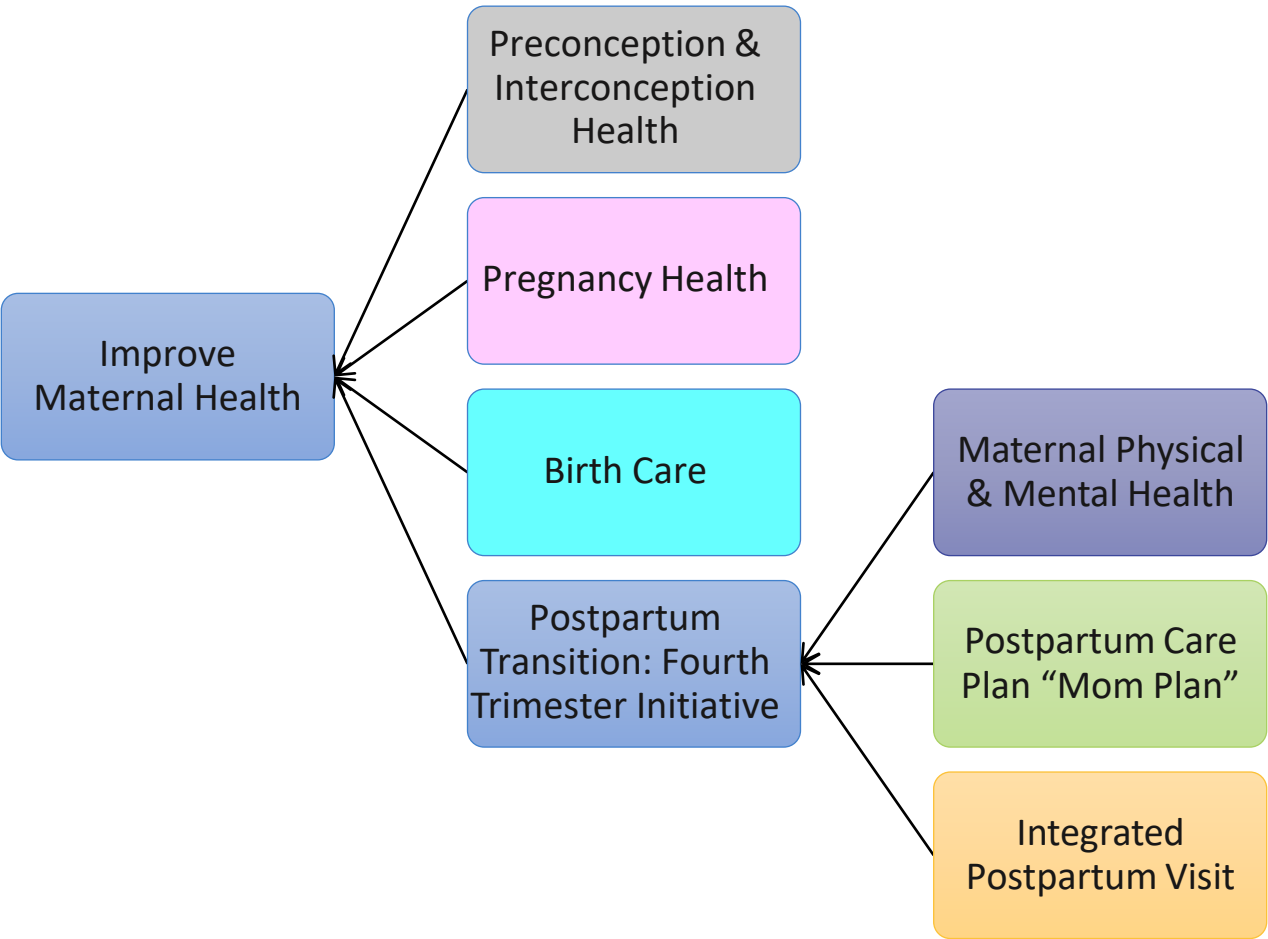 Preconception &
Interconception
Health
Pregnancy Health
Improve
Maternal Health
Birth Care
Maternal Physical
& Mental Health
Postpartum
Transition: Fourth
Trimester Initiative
Postpartum Care
Plan “Mom Plan”
Integrated
Postpartum Visit